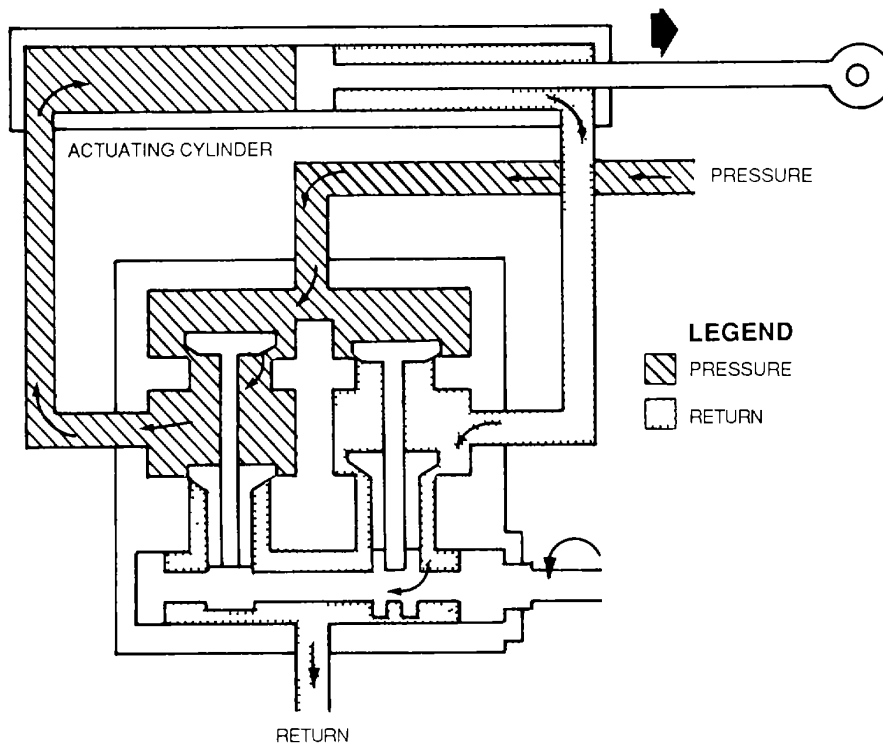 ACTUATING CYLINDER
PRESSURE
LEGEND
PRESSURE
RETURN
RETURN